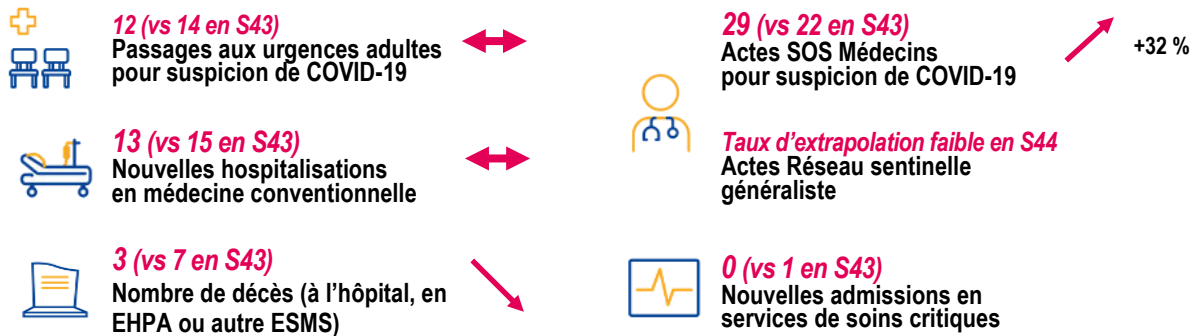 12 (vs 14 en S43)
Passages aux urgences adultes
pour suspicion de COVID-19
13 (vs 15 en S43)
Nouvelles hospitalisations
en médecine conventionnelle
3 (vs 7 en S43)
Nombre de décès (à l'hôpital, en
EHPA ou autre ESMS)
29 (vs 22 en S43)
Actes SOS Médecins
pour suspicion de COVID-19
+32 %
Taux d'extrapolation faible en S44
Actes Réseau sentinelle
généraliste
0 (vs 1 en S43)
Nouvelles admissions en
services de soins critiques